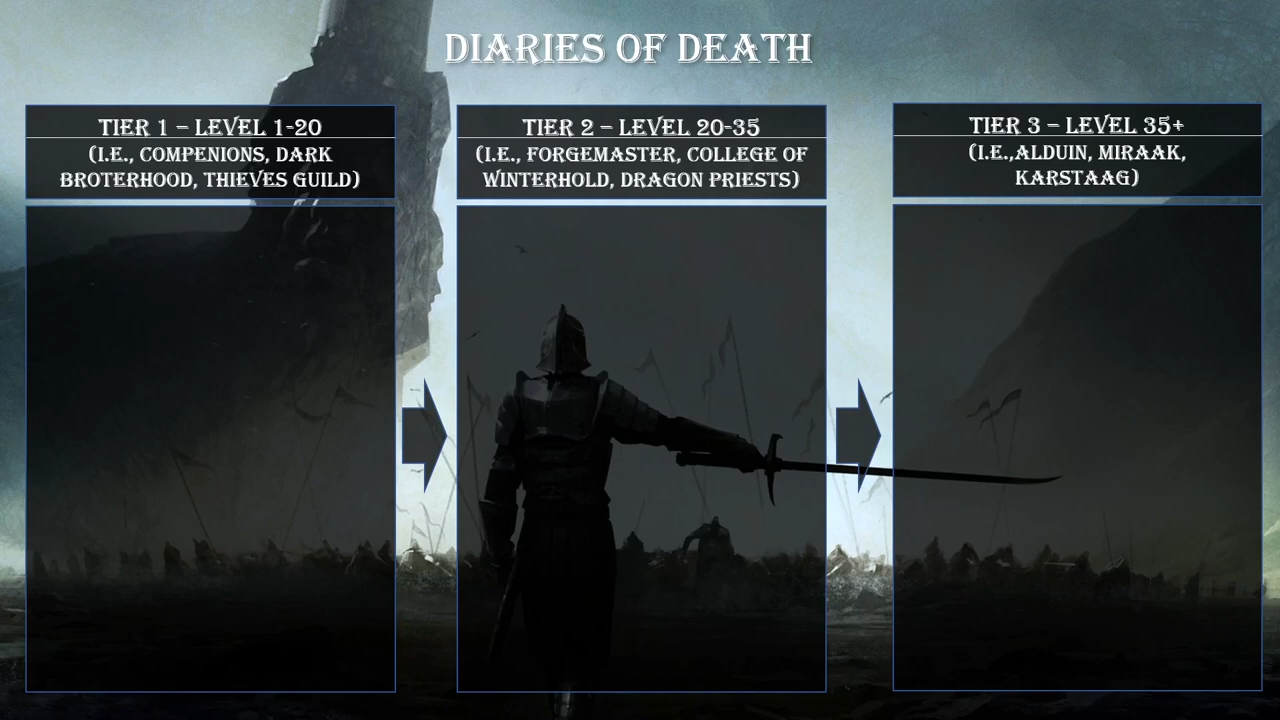 DIARIES OF DEATH
TIER 1 – LEVEL 1-20
(I.E., COMPENIONS, DARK
BROTERHOOD, THIEVES GUILD)
TIER 2 – LEVEL 20-35
(I.E., FORGEMASTER, COLLEGE OF
WINTERHOLD, DRAGON PRIESTS)
TIER 3 – LEVEL 35+
(I.E.,ALDUIN, MIRAAK,
KARSTAAG)